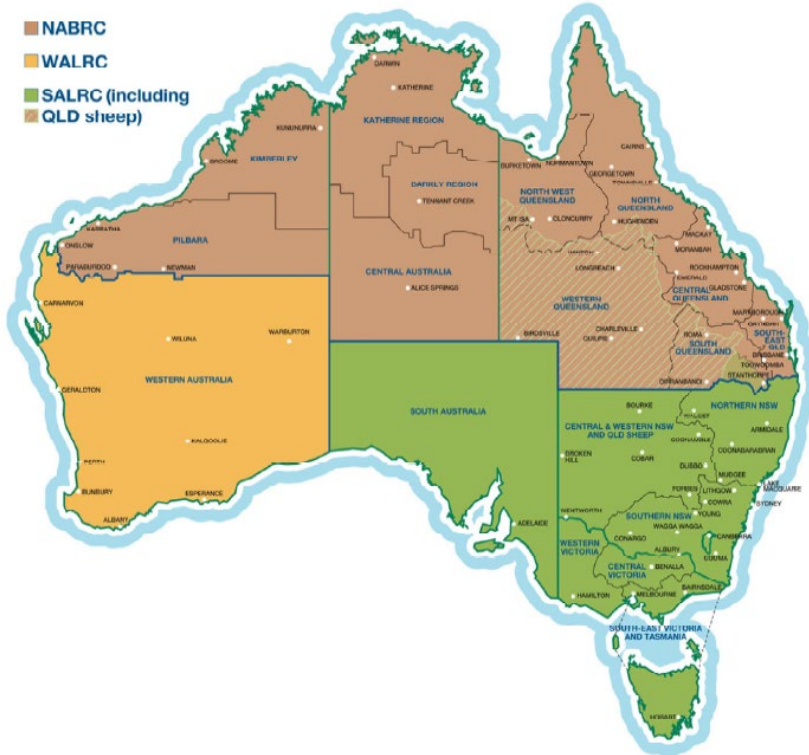 NABRC
WALRC
SALRC (including
QLD sheep)
DARWIN
KATHERINE
KATHERINE REGION
KUNUNURRA
KIMBERLEY
BROOME
CAIRNS
BURKETOWN
NORMANTOWN
GEORGETOWN
DARKLY REGION
TENNANT CREEK
NORTH WEST
QUEENSLAND
NORTH
QUEENSLAND
MT ISA
CLONCURRY
HUGHENDEN
MACKAY
MORANBAH
KARRATHA
ONSLOW
PILBARA
PARABURDOO
NEWMAN
CENTRAL AUSTRALIA
ALICE SPRINGS
LONGREACH
EMERALD
ROCKHAMPTON
CENTRAL
QUEENSLAND
GLADSTONE
WESTERN
QUEENSLAND
CARNARVON
WILUNA
WARBURTON
BIRDSVILLE
CHARLEVILLE
QUILPIE
ROMA
SOUTH
QUEENSLAND
SOUTH-
EAST QLD
BRISBANE
TOOWOOMBA
STANTHORPE
DIRRANBANDI
GERALDTON
WESTERN AUSTRALIA
SOUTH AUSTRALIA
BOURKE
NORTHERN NSW
ARMIDALE
CENTRAL & WESTERN NSW
AND QLD SHEEP
COONAMBLE
COONABARABRAN
KALGOOLIE
PERTH
BUNBURY
ESPERANCE
ALBANY
BROKEN
HILL
COBAR
DUBBO
MUDGEE
LAKE
MACQUARIE
SYDNEY
LITHGOW
COWRA
YOUNG
WENTWORTH
SOUTHERN NSW
WAGGA WAGGA
CONARGO
CANBERRA
COOMA
ADELAIDE
WESTERN
VICTORIA
ALBURY
CENTRAL
VICTORIA
BENALLA
HAMILTON
MELBOURNE
BAIRNSDALE
SOUTH-EAST VICTORIA
AND TASMANIA
HOBART